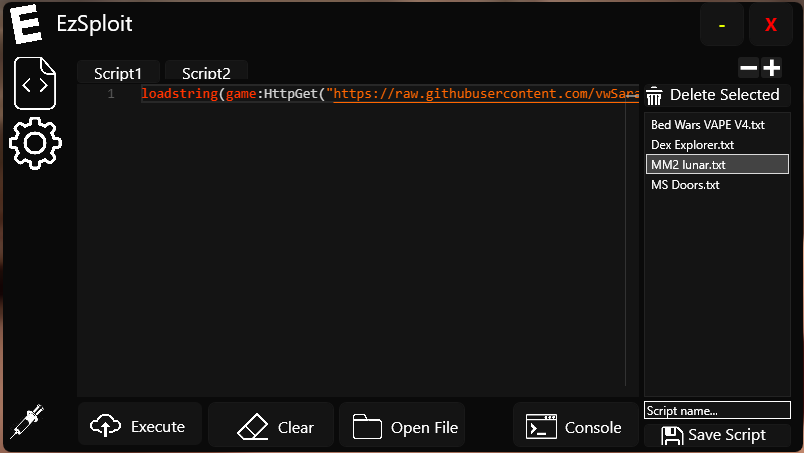 EzSploit
-
X
Script1
Script2
1 loadstring(game:HttpGet("https://raw.githubusercontent.com/vwSara
Delete Selected
Bed Wars VAPE V4.txt
Dex Explorer.txt
MM2 lunar.txt
MS Doors.txt
Script name...
Execute
Clear
Open File
Console
Save Script